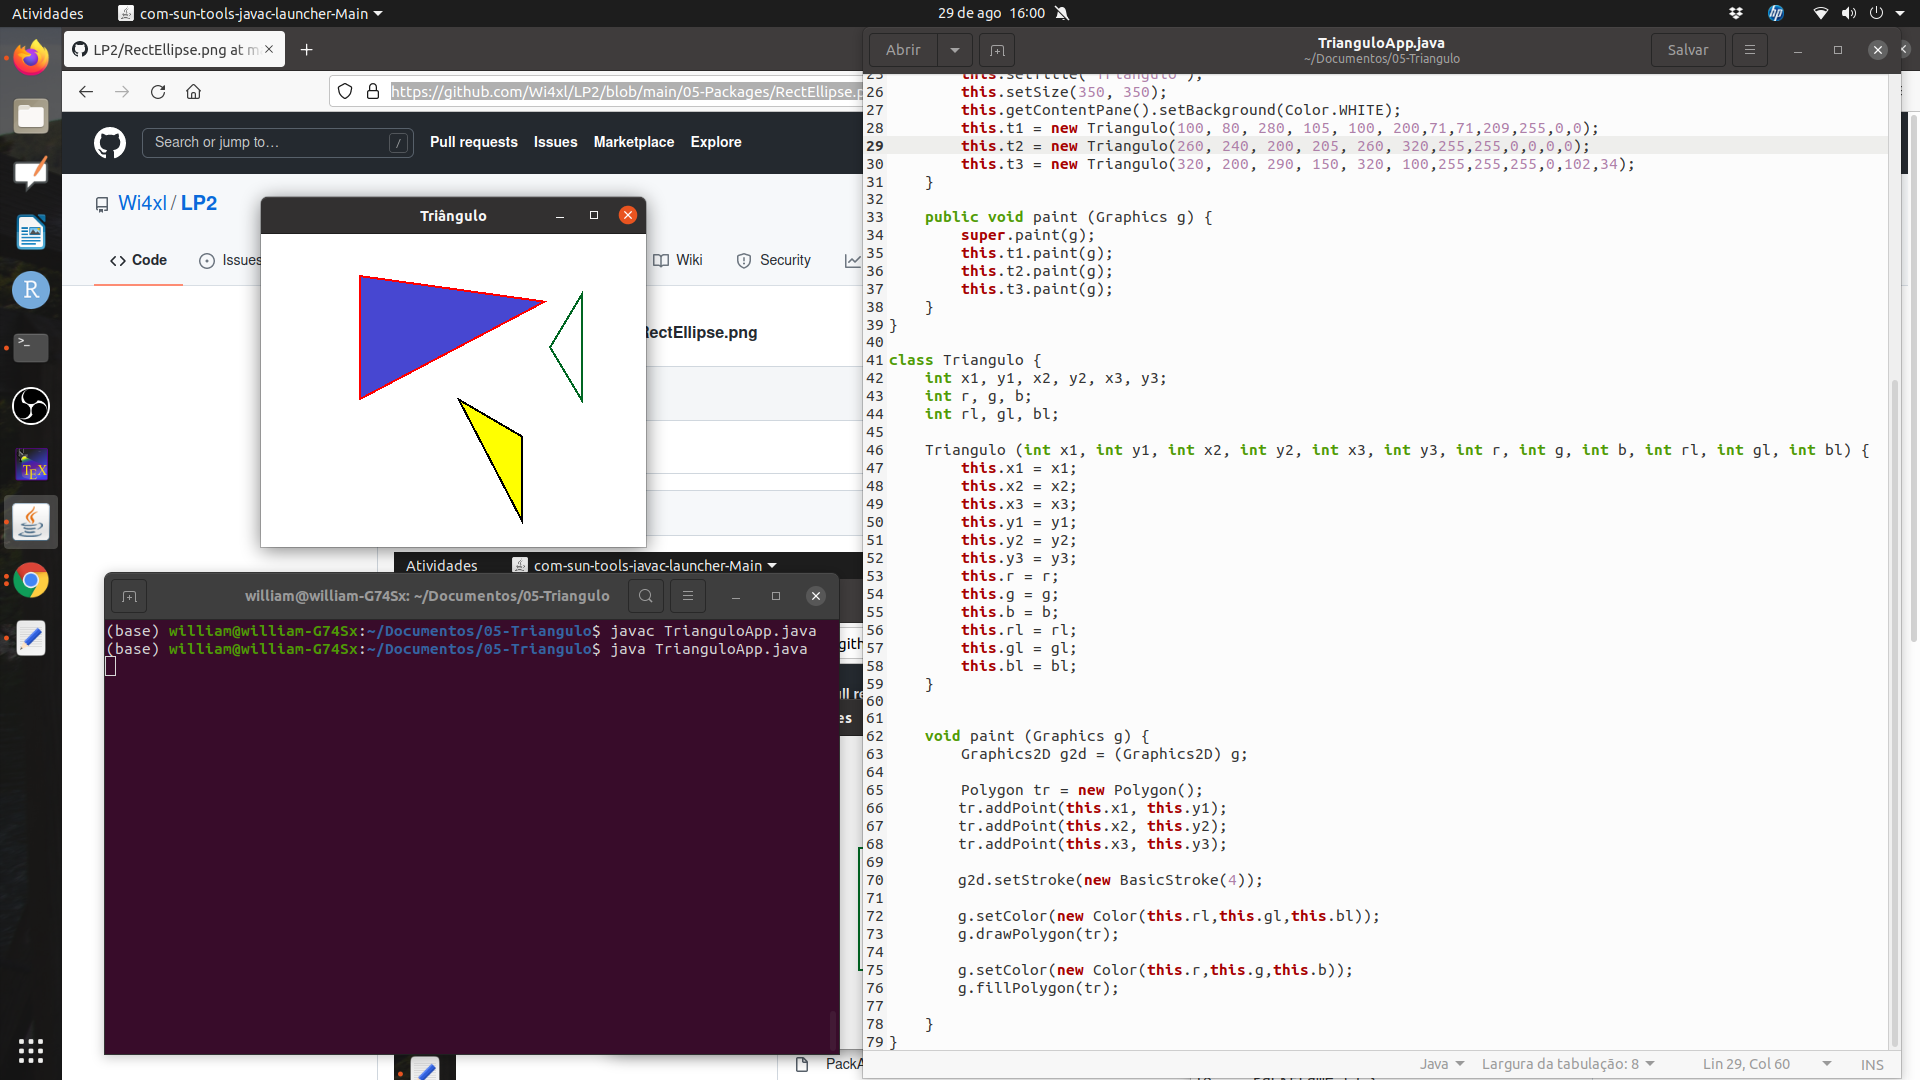 Atividades
com-sun-tools-javac-launcher-Main
29 de ago 16:00
LP2/RectEllipse.png at m
https://github.com/Wi4xl/LP2/blob/main/05-Packages/RectEllipse.p
Search or jump to…
/
Pull requests
Issues
Marketplace
Explore
Wi4xl / LP2
Code
Issues
Wiki
Security
RectEllipse.png
Triângulo
Atividades
com-sun-tools-javac-launcher-Main
william@william-G74Sx: ~/Documentos/05-Triangulo
(base) william@william-G74Sx:~/Documentos/05-Triangulo$ javac TrianguloApp.java
(base) william@william-G74Sx:~/Documentos/05-Triangulo$ java TrianguloApp.java
Abrir
TrianguloApp.java
~/Documentos/05-Triangulo
Salvar
25 this.setTitle("Triângulo");
26 this.setSize(350, 350);
27 this.getContentPane().setBackground(Color.WHITE);
28 this.t1 = new Triangulo(100, 80, 280, 105, 100, 200,71,71,209,255,0,0);
29 this.t2 = new Triangulo(260, 240, 200, 205, 260, 320,255,255,0,0,0,0);
30 this.t3 = new Triangulo(320, 200, 290, 150, 320, 100,255,255,255,0,102,34);
31 }
32
33 public void paint (Graphics g) {
34 super.paint(g);
35 this.t1.paint(g);
36 this.t2.paint(g);
37 this.t3.paint(g);
38 }
39 }
40
41 class Triangulo {
42 int x1, y1, x2, y2, x3, y3;
43 int r, g, b;
44 int rl, gl, bl;
45
46 Triangulo (int x1, int y1, int x2, int y2, int x3, int y3, int r, int g, int b, int rl, int gl, int bl) {
47 this.x1 = x1;
48 this.x2 = x2;
49 this.x3 = x3;
50 this.y1 = y1;
51 this.y2 = y2;
52 this.y3 = y3;
53 this.r = r;
54 this.g = g;
55 this.b = b;
56 this.rl = rl;
57 this.gl = gl;
58 this.bl = bl;
59 }
60
61
62 void paint (Graphics g) {
63 Graphics2D g2d = (Graphics2D) g;
64
65 Polygon tr = new Polygon();
66 tr.addPoint(this.x1, this.y1);
67 tr.addPoint(this.x2, this.y2);
68 tr.addPoint(this.x3, this.y3);
69
70 g2d.setStroke(new BasicStroke(4));
71
72 g.setColor(new Color(this.rl,this.gl,this.bl));
73 g.drawPolygon(tr);
74
75 g.setColor(new Color(this.r,this.g,this.b));
76 g.fillPolygon(tr);
77
78 }
79 }
PackA
Java
Largura da tabulação: 8
Lin 29, Col 60
INS